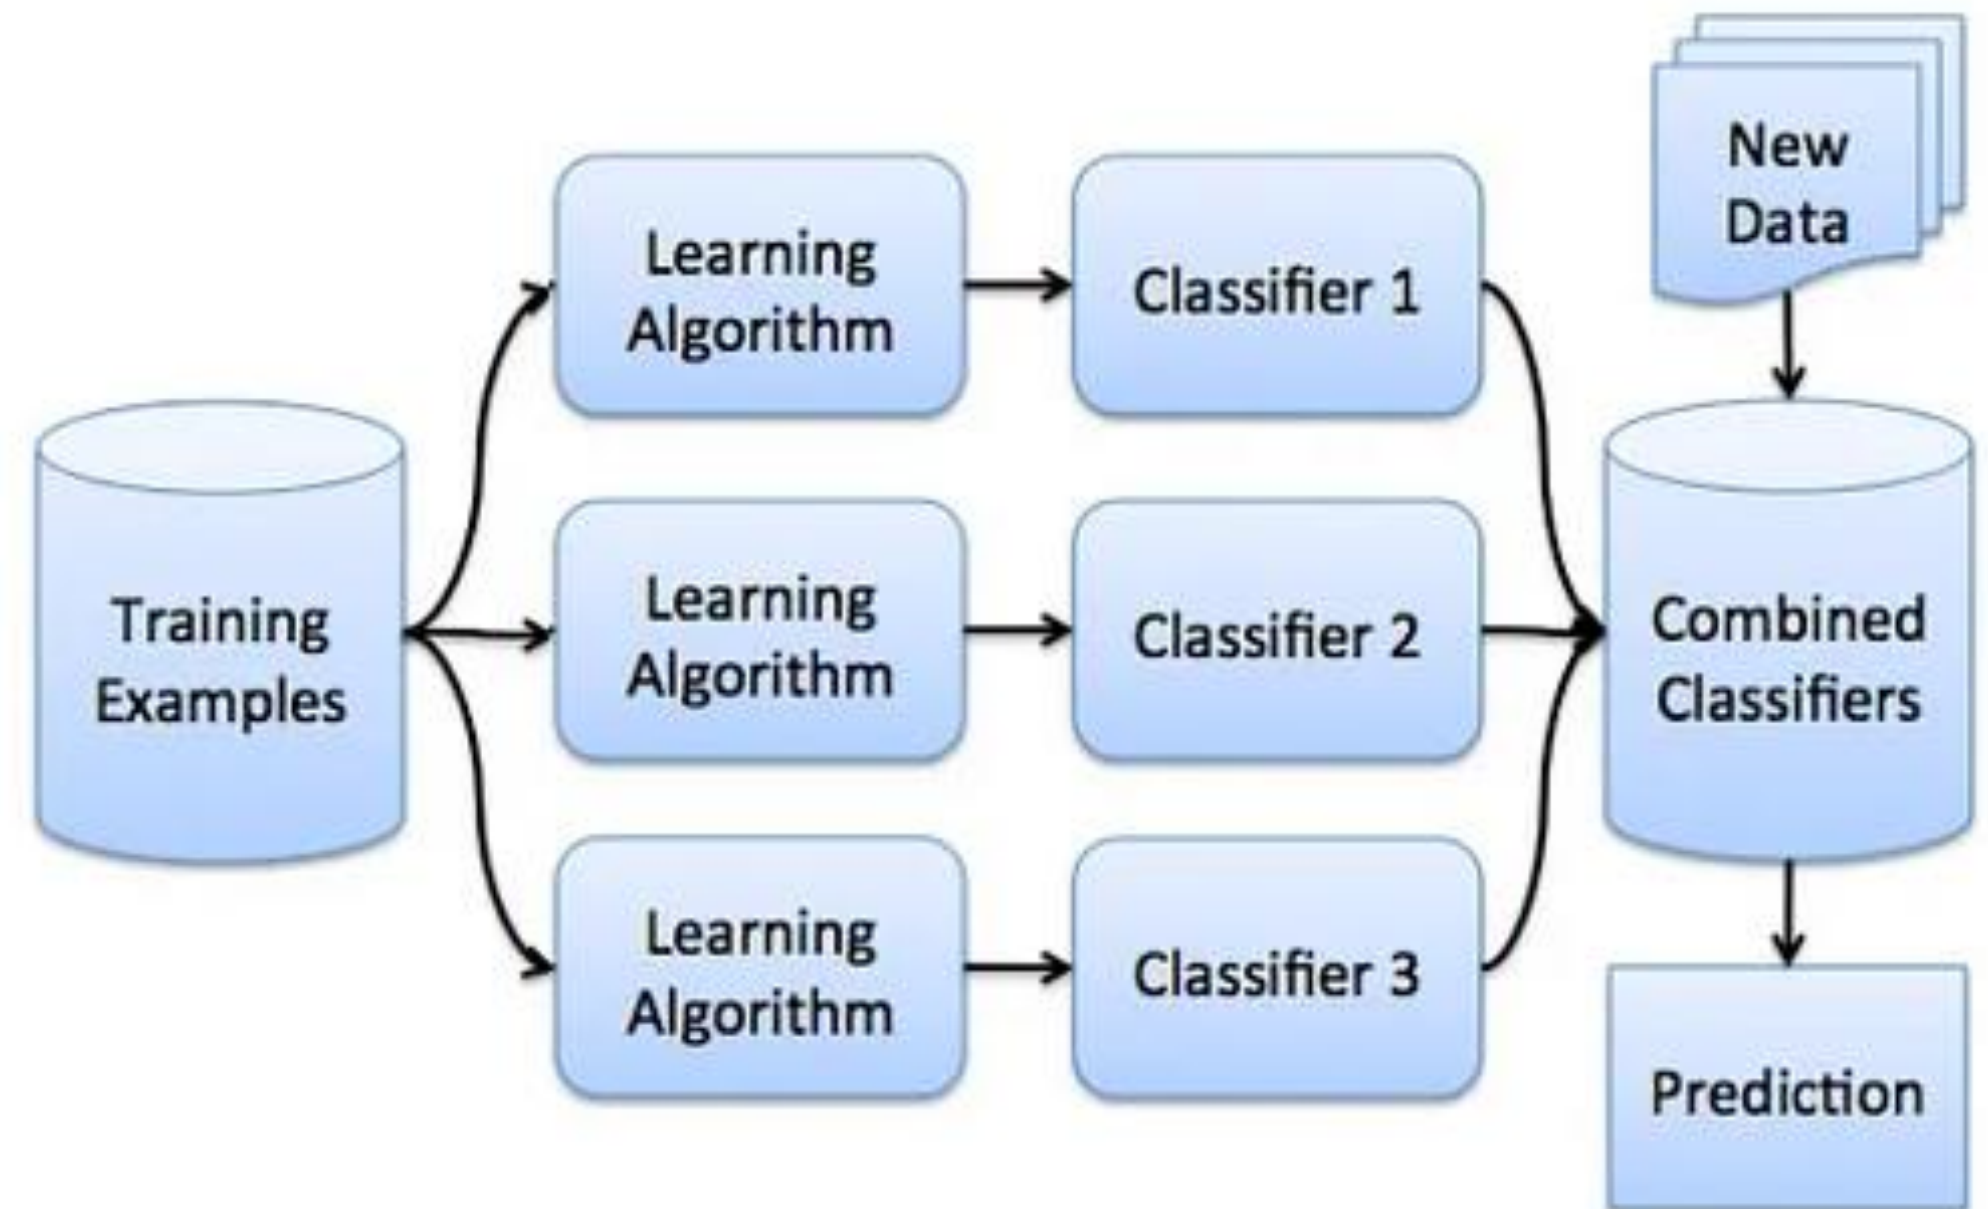 Training
Examples
Learning
Algorithm
Classifier 1
Learning
Algorithm
Classifier 2
Learning
Algorithm
Classifier 3
New
Data
Combined
Classifiers
Prediction